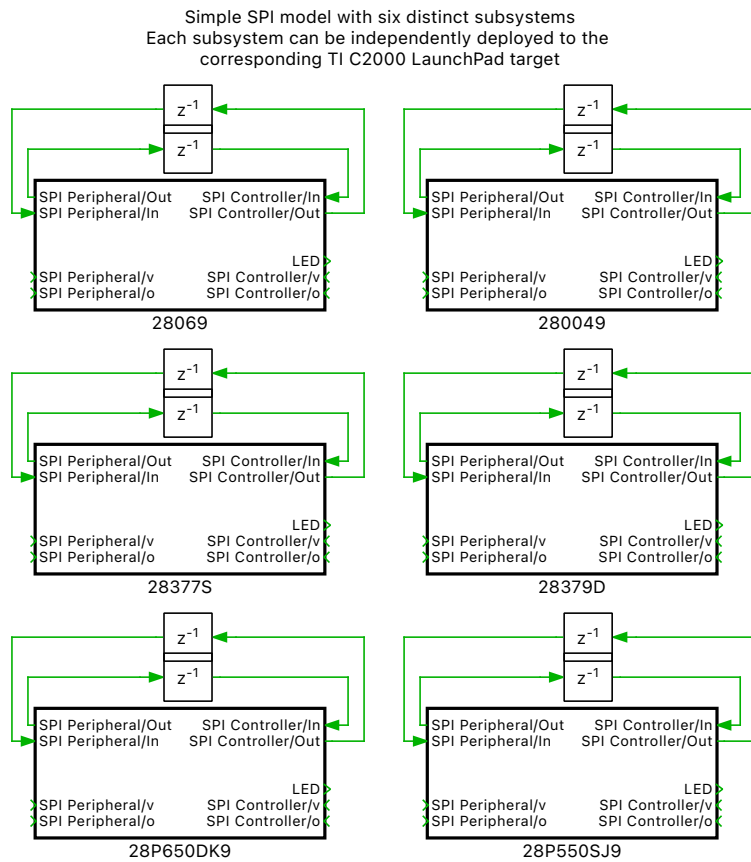 Simple SPI model with six distinct subsystems
Each subsystem can be independently deployed to the
corresponding TI C2000 LaunchPad target
z⁻¹
z⁻¹
SPI Peripheral/Out SPI Controller/In
SPI Peripheral/In SPI Controller/Out
LED
SPI Peripheral/v SPI Controller/v
SPI Peripheral/o SPI Controller/o
28069
z⁻¹
z⁻¹
SPI Peripheral/Out SPI Controller/In
SPI Peripheral/In SPI Controller/Out
LED
SPI Peripheral/v SPI Controller/v
SPI Peripheral/o SPI Controller/o
280049
z⁻¹
z⁻¹
SPI Peripheral/Out SPI Controller/In
SPI Peripheral/In SPI Controller/Out
LED
SPI Peripheral/v SPI Controller/v
SPI Peripheral/o SPI Controller/o
28377S
z⁻¹
z⁻¹
SPI Peripheral/Out SPI Controller/In
SPI Peripheral/In SPI Controller/Out
LED
SPI Peripheral/v SPI Controller/v
SPI Peripheral/o SPI Controller/o
28379D
z⁻¹
z⁻¹
SPI Peripheral/Out SPI Controller/In
SPI Peripheral/In SPI Controller/Out
LED
SPI Peripheral/v SPI Controller/v
SPI Peripheral/o SPI Controller/o
28P650DK9
z⁻¹
z⁻¹
SPI Peripheral/Out SPI Controller/In
SPI Peripheral/In SPI Controller/Out
LED
SPI Peripheral/v SPI Controller/v
SPI Peripheral/o SPI Controller/o
28P550SJ9